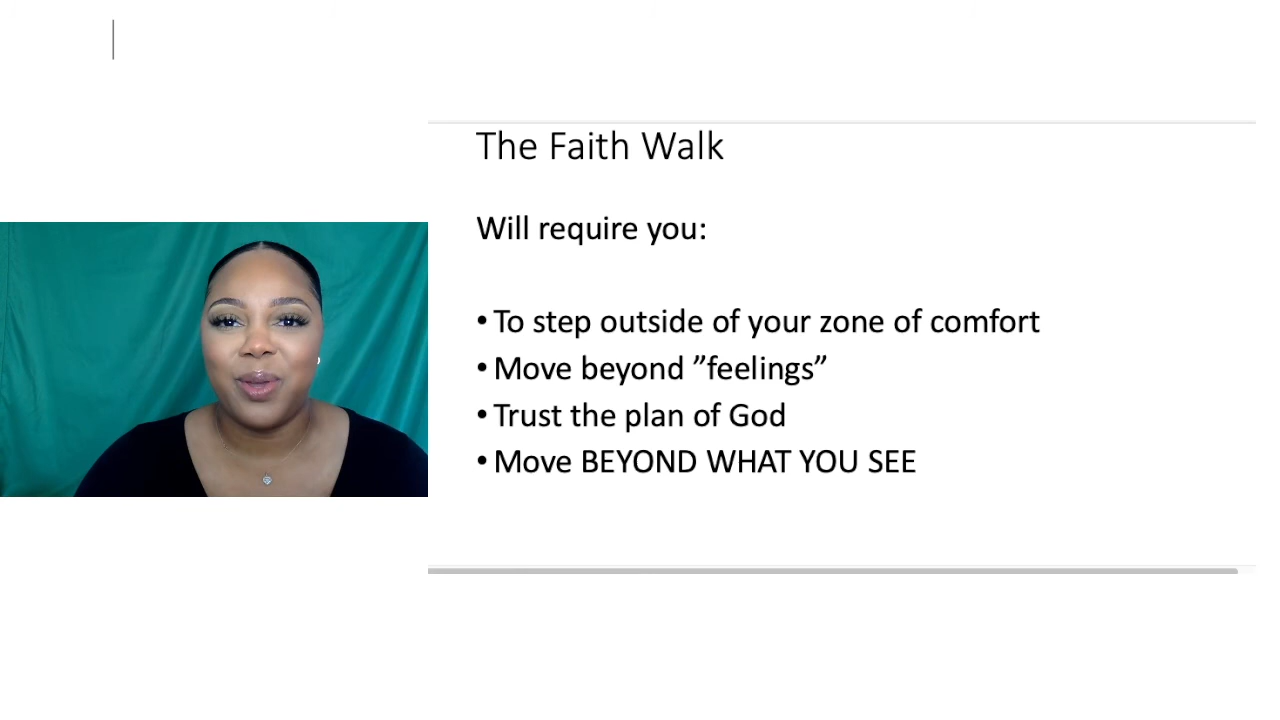 The Faith Walk
Will require you:
• To step outside of your zone of comfort
• Move beyond ”feelings”
• Trust the plan of God
• Move BEYOND WHAT YOU SEE